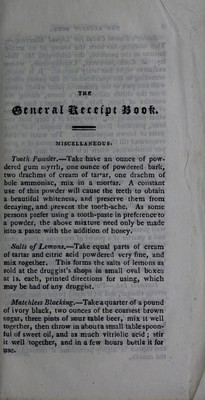 THE
General Receipt Book.
MISCELLANEOUS.
Tooth Powder.—Take have an ounce of pow-
dered gum myrrh, one ounce of powdered bark,
two drachms of cream of tartar, one drachm of
bole ammonise, mix in a mortar. A constant
use of this powder will cause the teeth to obtain
a beautiful whiteness, and preserve them from
decaying, and prevent the tooth-ache. As some
persons prefer using a tooth-paste in preference to
a powder, the above mixture need only be made
into a paste with the addition of honey.
Salts of Lemons.—Take equal parts of cream
of tartar and citric acid powdered very fine, and
mix together. This forms the salts of lemons as
sold at the druggist's shops in small oval boxes
at 1s. each, printed directions for using, which
may be had of any druggist.
Matchless Blacking.—Take a quarter of a pound
of ivory black, two ounces of the coarsest brown
sugar, three pints of sour table beer, mix it well
together, then throw in about a small table spoon-
ful of sweet oil, and as much vitriolic acid; stir
it well together, and in a few hours bottle it for
use.